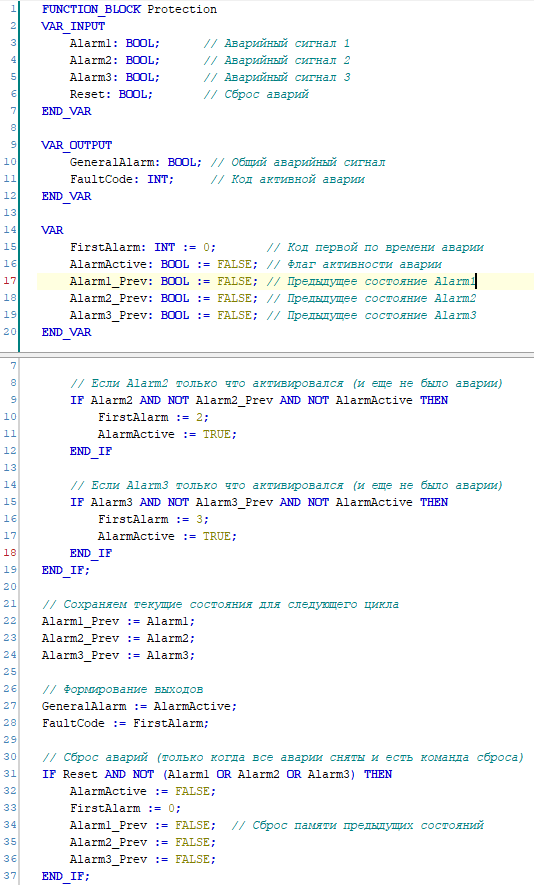 1 FUNCTION_BLOCK Protection
2 VAR_INPUT
3 Alarm1: BOOL; // Аварийный сигнал 1
4 Alarm2: BOOL; // Аварийный сигнал 2
5 Alarm3: BOOL; // Аварийный сигнал 3
6 Reset: BOOL; // Сброс аварий
7 END_VAR
8
9 VAR_OUTPUT
10 GeneralAlarm: BOOL; // Общий аварийный сигнал
11 FaultCode: INT; // Код активной аварии
12 END_VAR
13
14 VAR
15 FirstAlarm: INT := 0; // Код первой по времени аварии
16 AlarmActive: BOOL := FALSE; // Флаг активности аварии
17 Alarm1_Prev: BOOL := FALSE; // Предыдущее состояние Alarm1
18 Alarm2_Prev: BOOL := FALSE; // Предыдущее состояние Alarm2
19 Alarm3_Prev: BOOL := FALSE; // Предыдущее состояние Alarm3
20 END_VAR
7
8 // Если Alarm2 только что активировался (и еще не было аварии)
9 IF Alarm2 AND NOT Alarm2_Prev AND NOT AlarmActive THEN
10 FirstAlarm := 2;
11 AlarmActive := TRUE;
12 END_IF
13
14 // Если Alarm3 только что активировался (и еще не было аварии)
15 IF Alarm3 AND NOT Alarm3_Prev AND NOT AlarmActive THEN
16 FirstAlarm := 3;
17 AlarmActive := TRUE;
18 END_IF
19 END_IF;
20
21 // Сохраняем текущие состояния для следующего цикла
22 Alarm1_Prev := Alarm1;
23 Alarm2_Prev := Alarm2;
24 Alarm3_Prev := Alarm3;
25
26 // Формирование выходов
27 GeneralAlarm := AlarmActive;
28 FaultCode := FirstAlarm;
29
30 // Сброс аварий (только когда все аварии сняты и есть команда сброса)
31 IF Reset AND NOT (Alarm1 OR Alarm2 OR Alarm3) THEN
32 AlarmActive := FALSE;
33 FirstAlarm := 0;
34 Alarm1_Prev := FALSE; // Сброс памяти предыдущих состояний
35 Alarm2_Prev := FALSE;
36 Alarm3_Prev := FALSE;
37 END_IF;